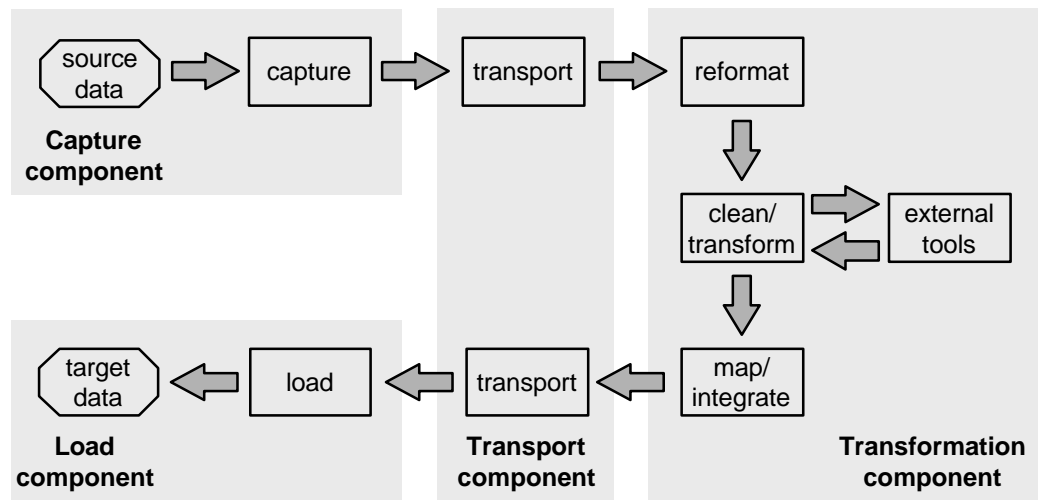 source
data
capture
transport
reformat
Capture
component
clean/
transform
external
tools
target
data
load
transport
map/
integrate
Load
component
Transport
component
Transformation
component